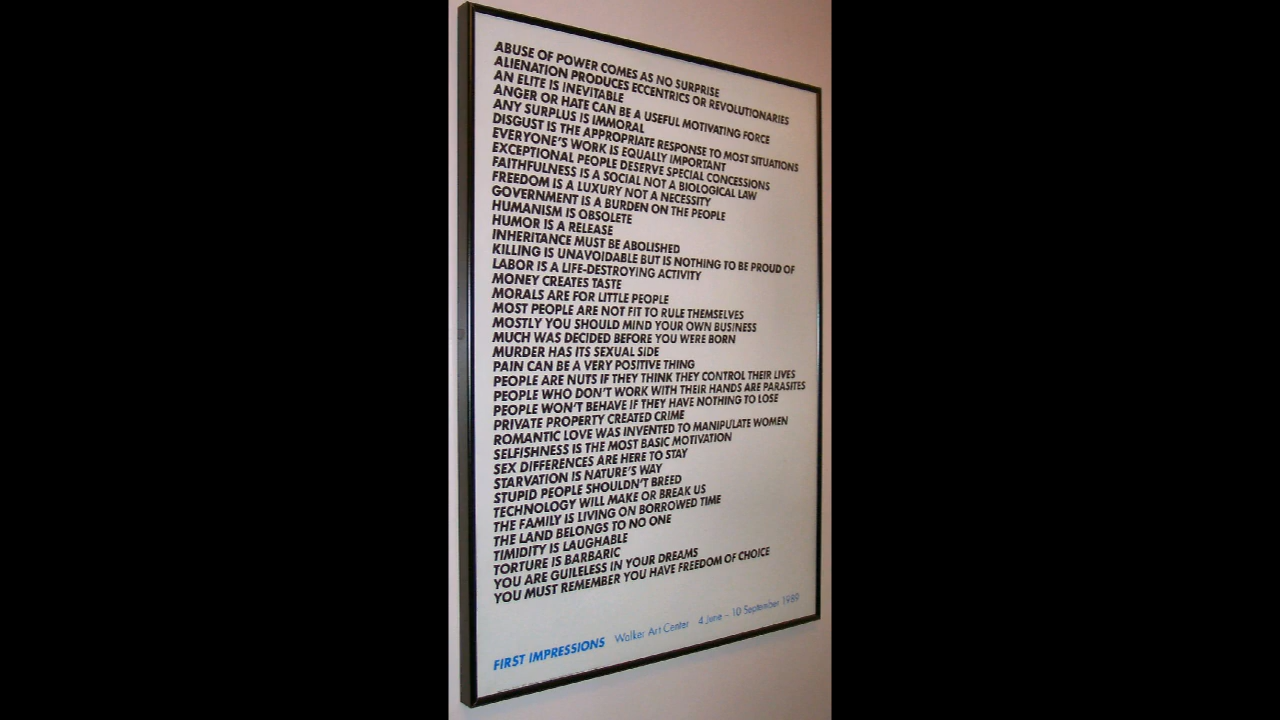 ABUSE OF POWER COMES AS NO SURPRISE
ALIENATION PRODUCES ECCENTRICS OR REVOLUTIONARIES
AN ELITE IS INEVITABLE
ANGER OR HATE CAN BE A USEFUL MOTIVATING FORCE
ANY SURPLUS IS IMMORAL
DISGUST IS THE APPROPRIATE RESPONSE TO MOST SITUATIONS
EVERYONE'S WORK IS EQUALLY IMPORTANT
EXCEPTIONAL PEOPLE DESERVE SPECIAL CONCESSIONS
FAITHFULNESS IS A SOCIAL NOT A BIOLOGICAL LAW
FREEDOM IS A LUXURY NOT A NECESSITY
GOVERNMENT IS A BURDEN ON THE PEOPLE
HUMANISM IS OBSOLETE
HUMOR IS A RELEASE
INHERITANCE MUST BE ABOLISHED
KILLING IS UNAVOIDABLE BUT IS NOTHING TO BE PROUD OF
LABOR IS A LIFE-DESTROYING ACTIVITY
MONEY CREATES TASTE
MORALS ARE FOR LITTLE PEOPLE
MOST PEOPLE ARE NOT FIT TO RULE THEMSELVES
MOSTLY YOU SHOULD MIND YOUR OWN BUSINESS
MUCH WAS DECIDED BEFORE YOU WERE BORN
MURDER HAS ITS SEXUAL SIDE
PAIN CAN BE A VERY POSITIVE THING
PEOPLE ARE NUTS IF THEY THINK THEY CONTROL THEIR LIVES
PEOPLE WHO DON'T WORK WITH THEIR HANDS ARE PARASITES
PEOPLE WON'T BEHAVE IF THEY HAVE NOTHING TO LOSE
PRIVATE PROPERTY CREATED CRIME
ROMANTIC LOVE WAS INVENTED TO MANIPULATE WOMEN
SELFISHNESS IS THE MOST BASIC MOTIVATION
SEX DIFFERENCES ARE HERE TO STAY
STARVATION IS NATURE'S WAY
STUPID PEOPLE SHOULDN'T BREED
TECHNOLOGY WILL MAKE OR BREAK US
THE FAMILY IS LIVING ON BORROWED TIME
THE LAND BELONGS TO NO ONE
TIMIDITY IS LAUGHABLE
TORTURE IS BARBARIC
YOU ARE GUILELESS IN YOUR DREAMS
YOU MUST REMEMBER YOU HAVE FREEDOM OF CHOICE
FIRST IMPRESSIONS Walker Art Center 4 June – 10 September 1989